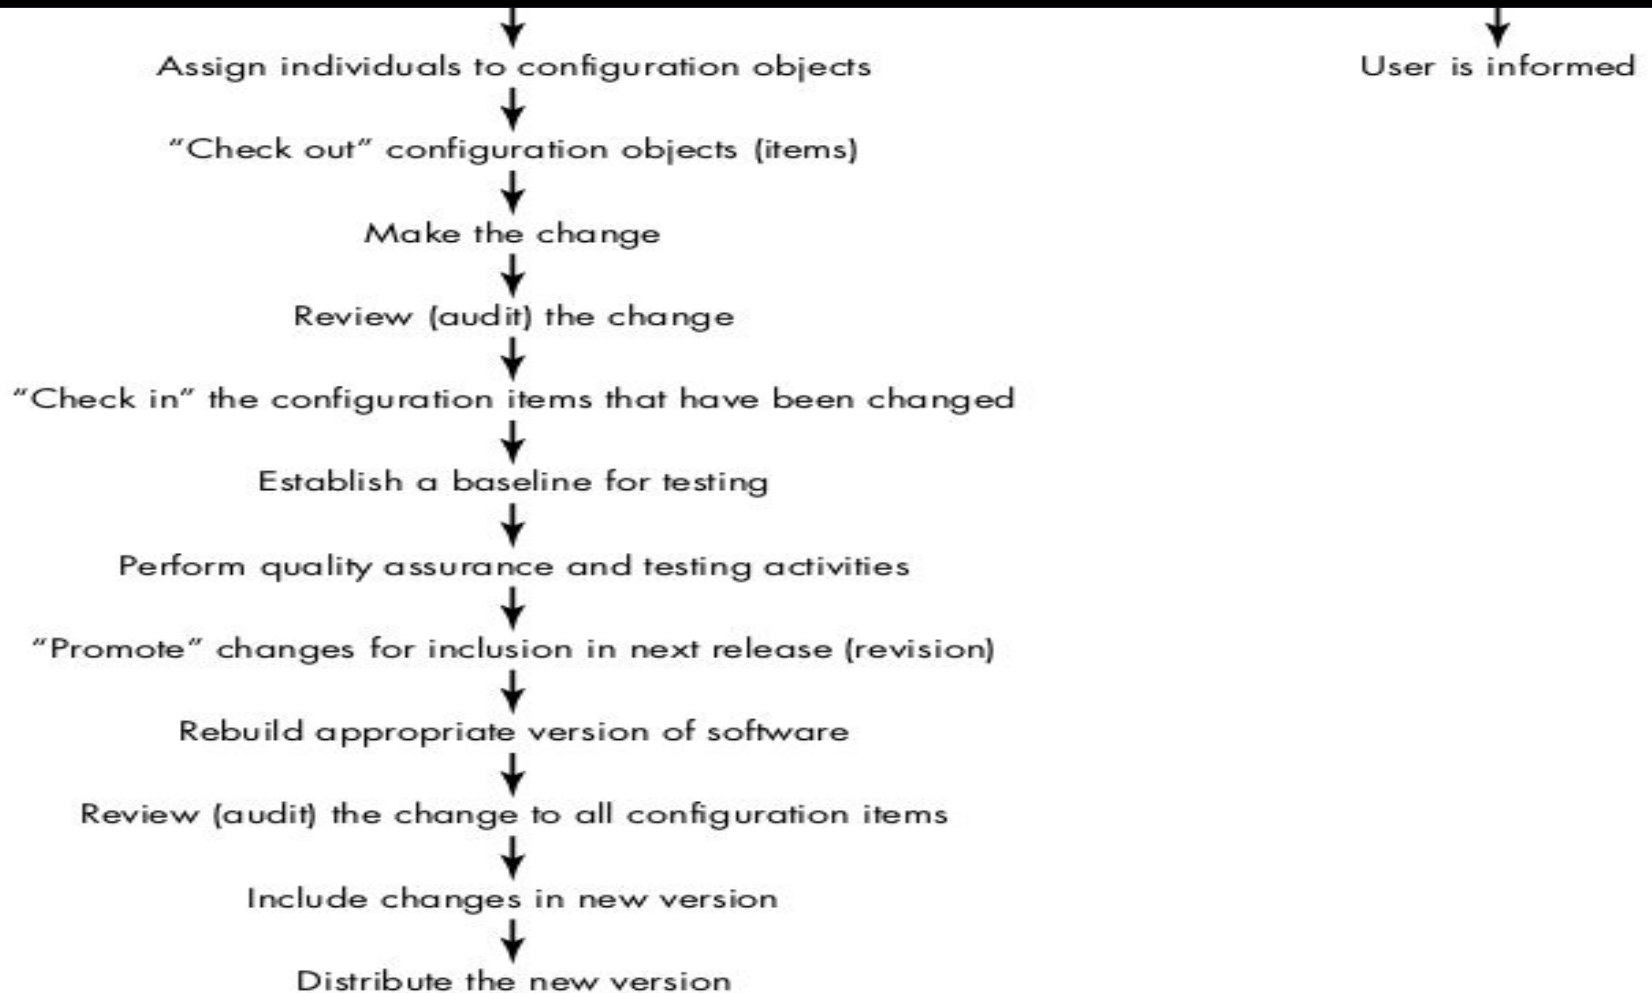 Assign individuals to configuration objects
User is informed
“Check out” configuration objects (items)
Make the change
Review (audit) the change
“Check in” the configuration items that have been changed
Establish a baseline for testing
Perform quality assurance and testing activities
“Promote” changes for inclusion in next release (revision)
Rebuild appropriate version of software
Review (audit) the change to all configuration items
Include changes in new version
Distribute the new version